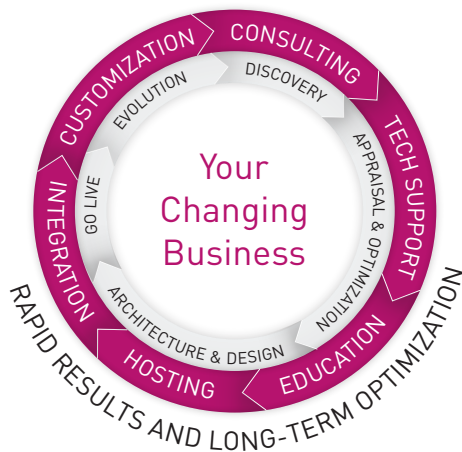 CONSULTING
TECH SUPPORT
EDUCATION
HOSTING
INTEGRATION
CUSTOMIZATION
DISCOVERY
APPRAISAL & OPTIMIZATION
ARCHITECTURE & DESIGN
GO LIVE
EVOLUTION
Your
Changing
Business
RAPID RESULTS AND LONG-TERM OPTIMIZATION